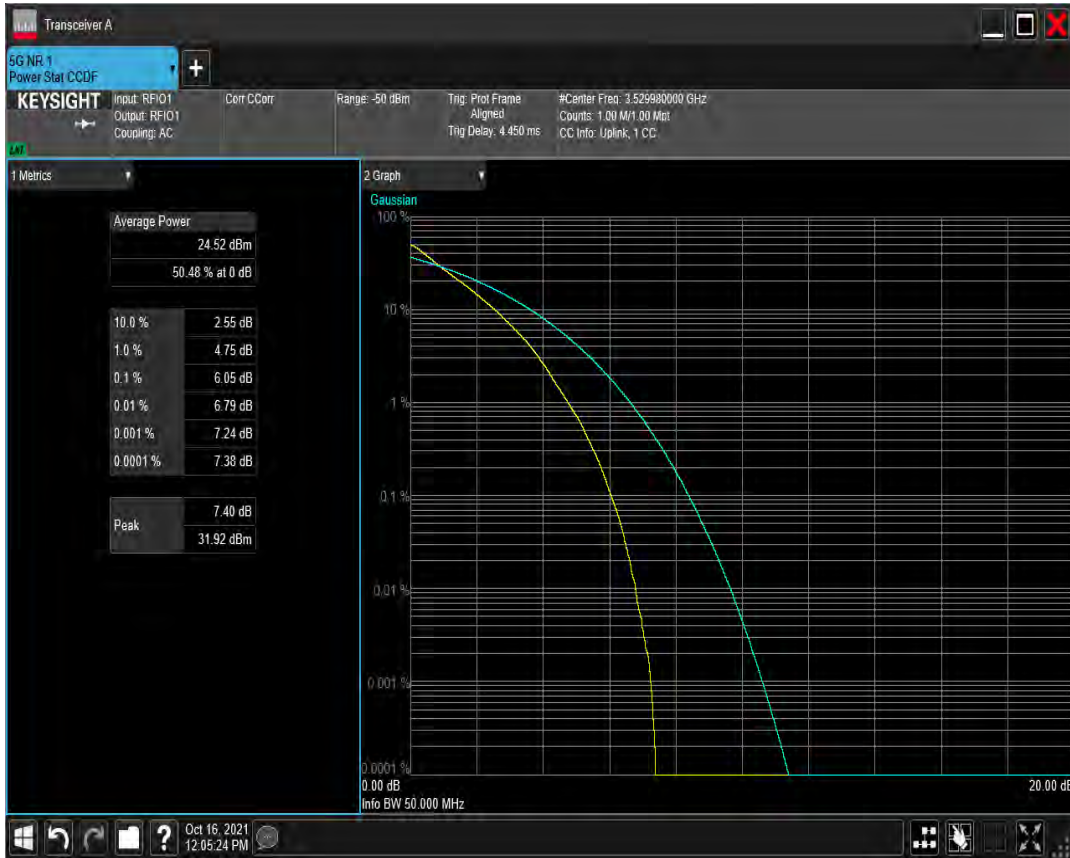 Transceiver A
5G NR 1
Power Stat CCDF
+
KEYSIGHT
Input: RFIO1
Output: RFIO1
Coupling: AC
Corr CCorr
Range: -50 dBm
Trig: Prot Frame
Aligned
Trig Delay: 4.450 ms
#Center Freq: 3.529980000 GHz
Counts: 1.00 M/1.00 Mpt
CC Info: Uplink, 1 CC
1 Metrics
Average Power
24.52 dBm
50.48 % at 0 dB
10.0 % 2.55 dB
1.0 % 4.75 dB
0.1 % 6.05 dB
0.01 % 6.79 dB
0.001 % 7.24 dB
0.0001 % 7.38 dB
Peak
7.40 dB
31.92 dBm
2 Graph
Gaussian
100 %
10 %
1 %
0.1 %
0.01 %
0.001 %
0.0001 %
0.00 dB
20.00 dB
Info BW 50.000 MHz
?
Oct 16, 2021
12:05:24 PM